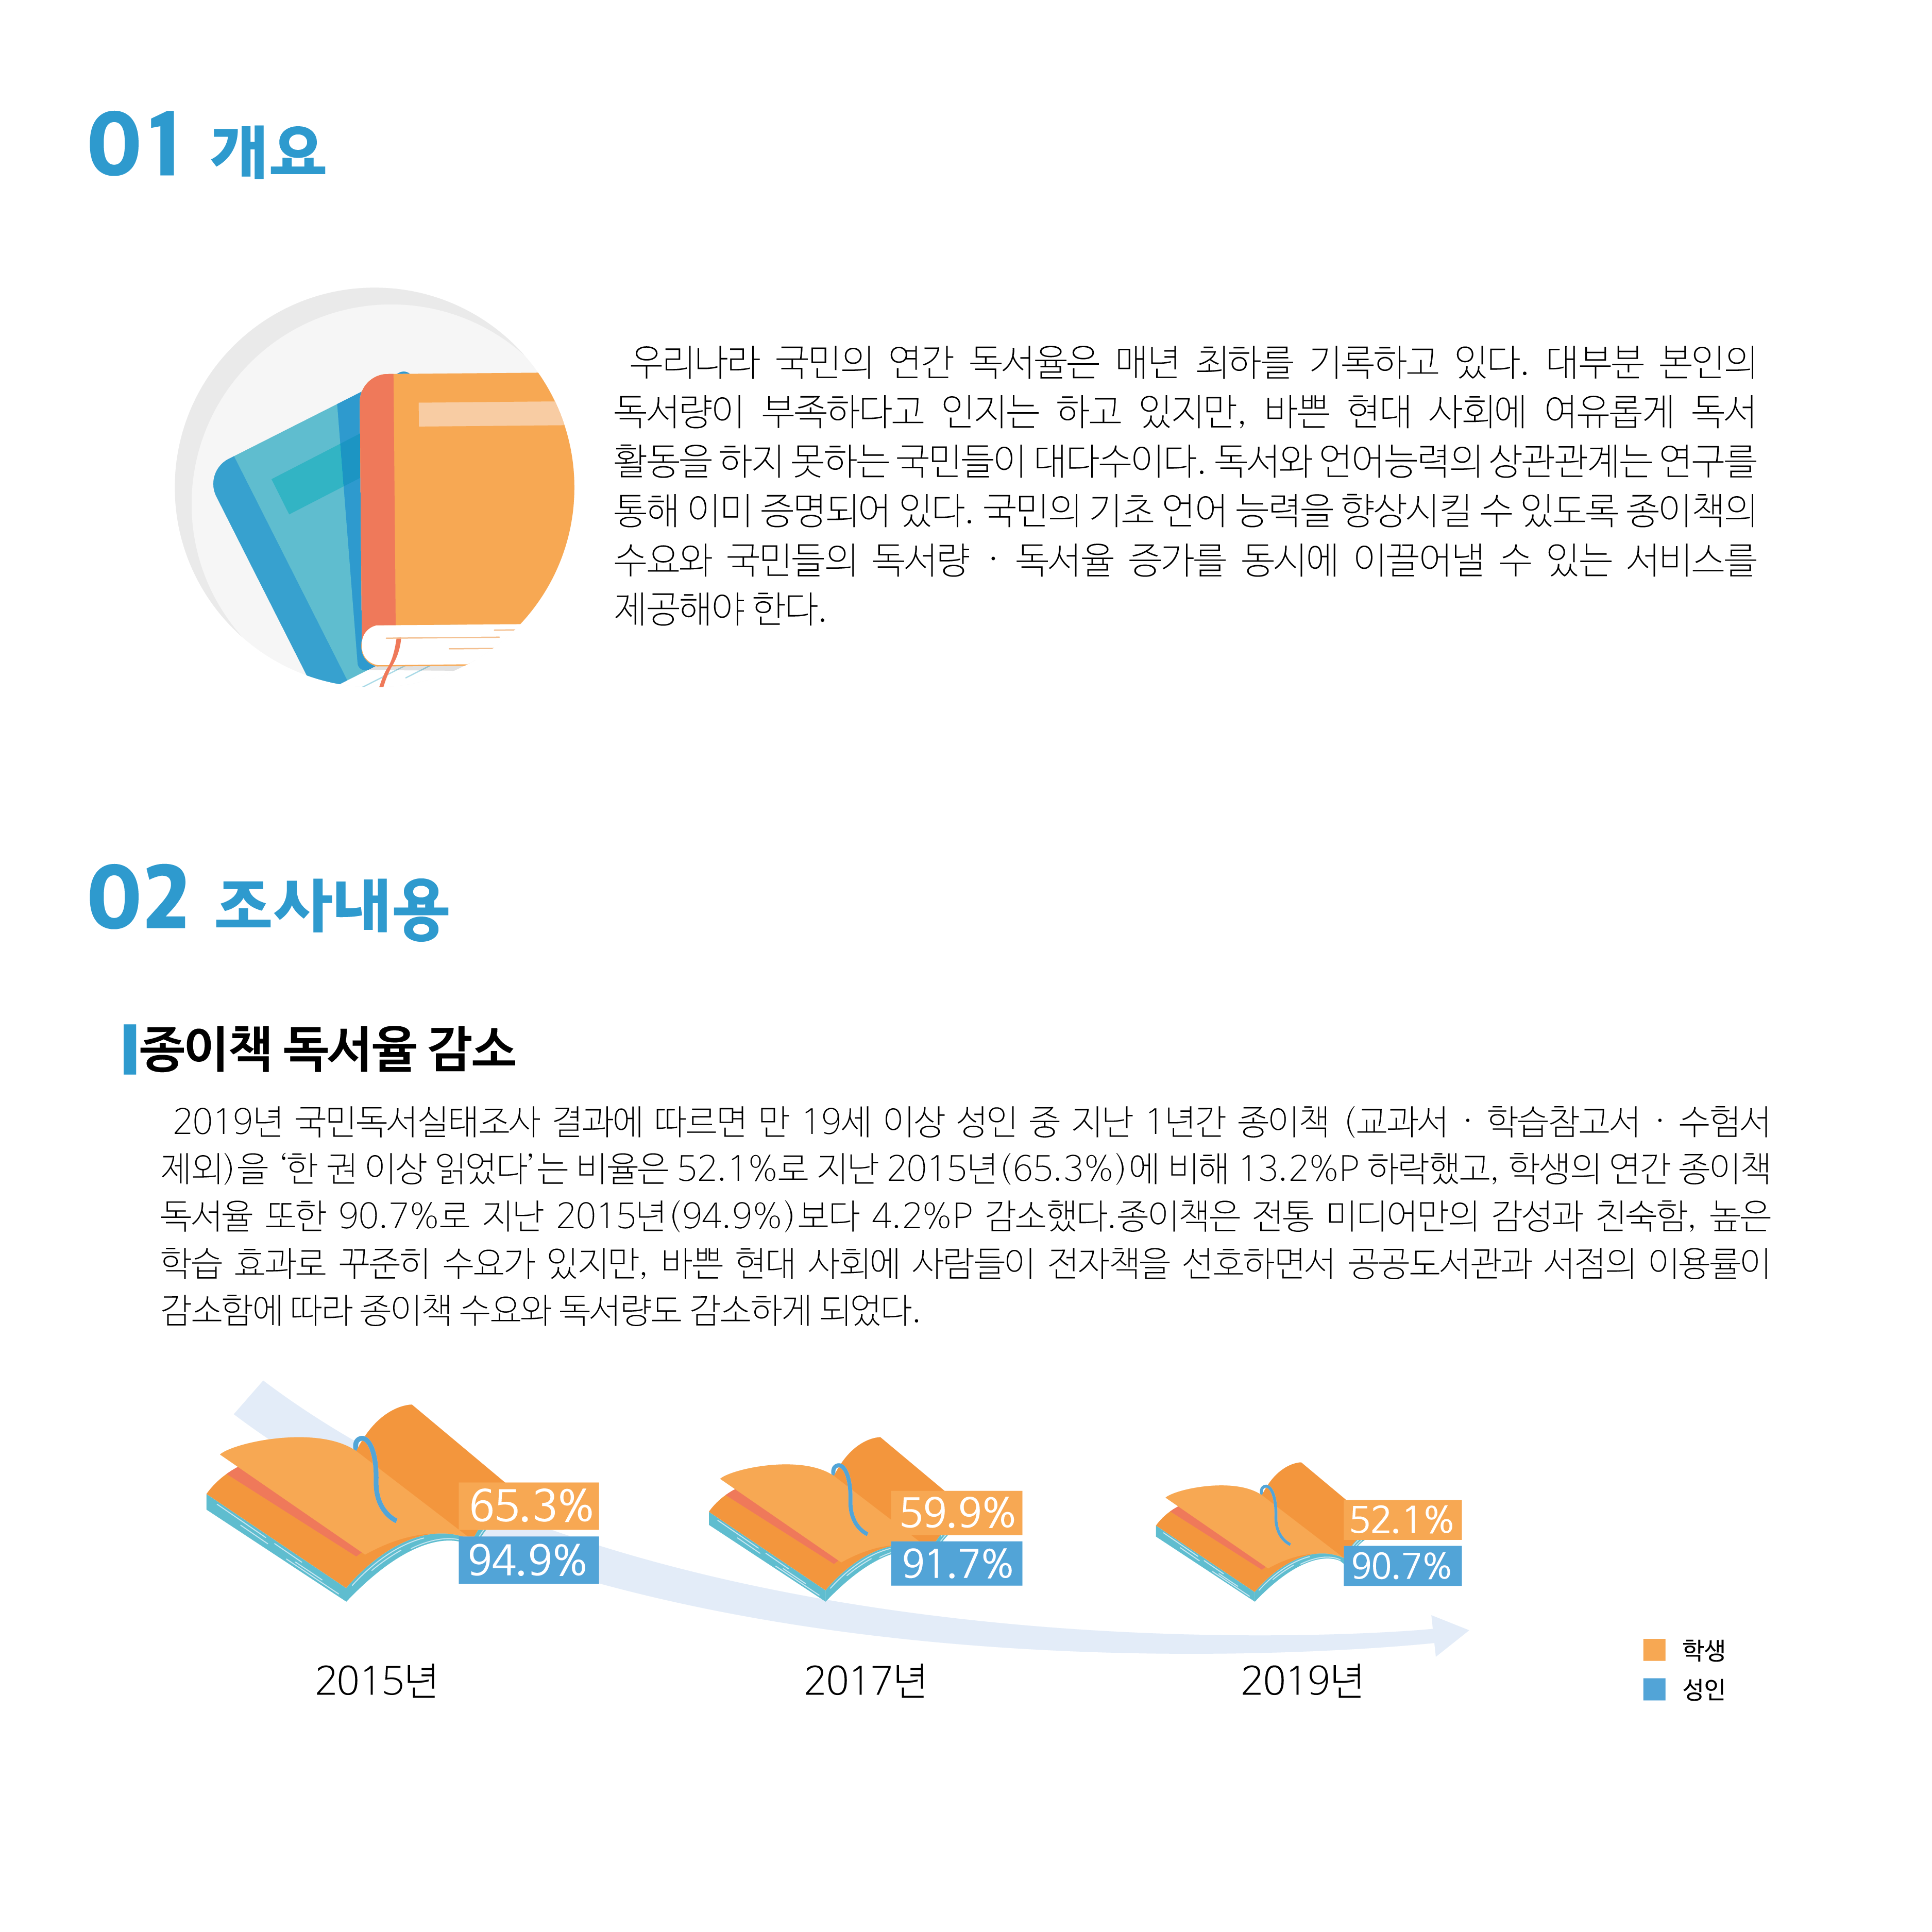 01 개요
우리나라 국민의 연간 독서율은 매년 최하를 기록하고 있다. 대부분 본인의
독서량이 부족하다고 인지는 하고 있지만, 바쁜 현대 사회에 여유롭게 독서
활동을 하지 못하는 국민들이 대다수이다. 독서와 언어능력의 상관관계는 연구를
통해 이미 증명되어 있다. 국민의 기초 언어 능력을 향상시킬 수 있도록 종이책의
수요와 국민들의 독서량 · 독서율 증가를 동시에 이끌어낼 수 있는 서비스를
제공해야 한다.
02 조사내용
종이책 독서율 감소
2019년 국민독서실태조사 결과에 따르면 만 19세 이상 성인 중 지난 1년간 종이책 (교과서 · 학습참고서 · 수험서
제외)을 ‘한 권 이상 읽었다’는 비율은 52.1%로 지난 2015년(65.3%)에 비해 13.2%P 하락했고, 학생의 연간 종이책
독서율 또한 90.7%로 지난 2015년(94.9%)보다 4.2%P 감소했다.종이책은 전통 미디어만의 감성과 친숙함, 높은
학습 효과로 꾸준히 수요가 있지만, 바쁜 현대 사회에 사람들이 전자책을 선호하면서 공공도서관과 서점의 이용률이
감소함에 따라 종이책 수요와 독서량도 감소하게 되었다.
65.3%
94.9%
59.9%
91.7%
52.1%
90.7%
2015년
2017년
2019년
학생
성인